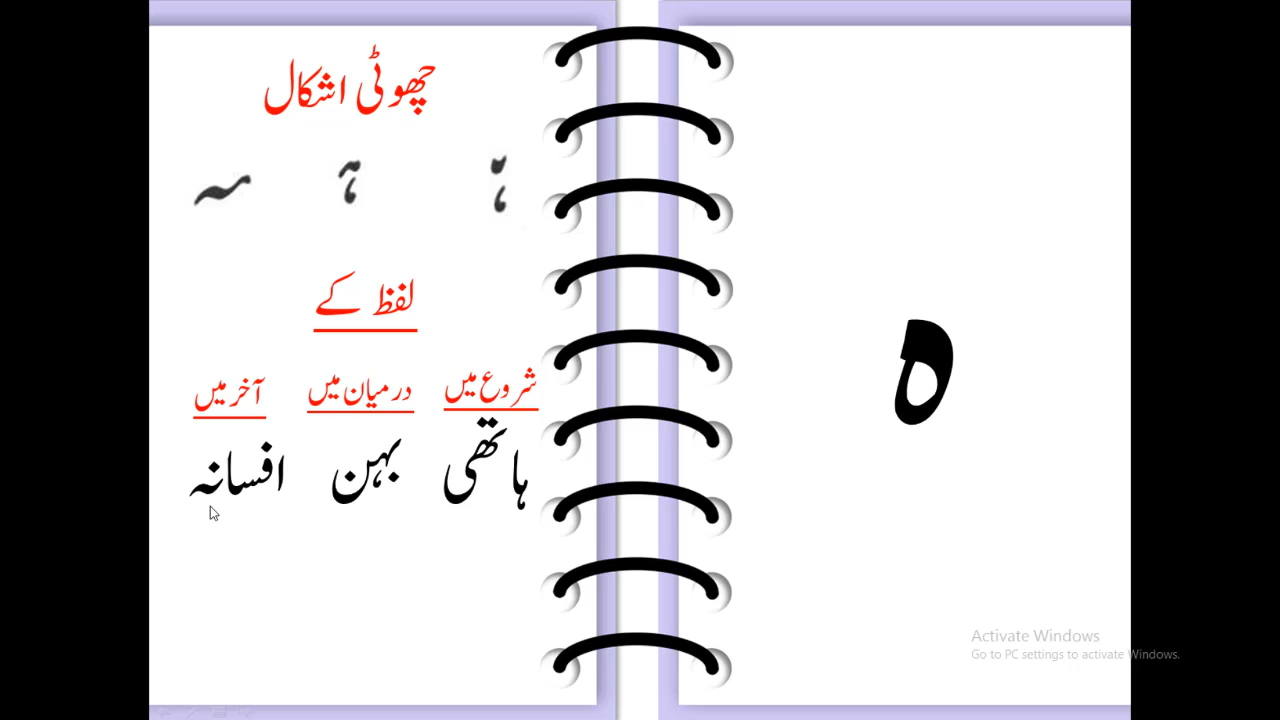 چھوٹی اشکال
ہ ہ ہ
لفظ کے
شروع میں درمیان میں آخر میں
ہاتھی بہن افسانہ
ہ
Activate Windows
Go to PC settings to activate Windows.